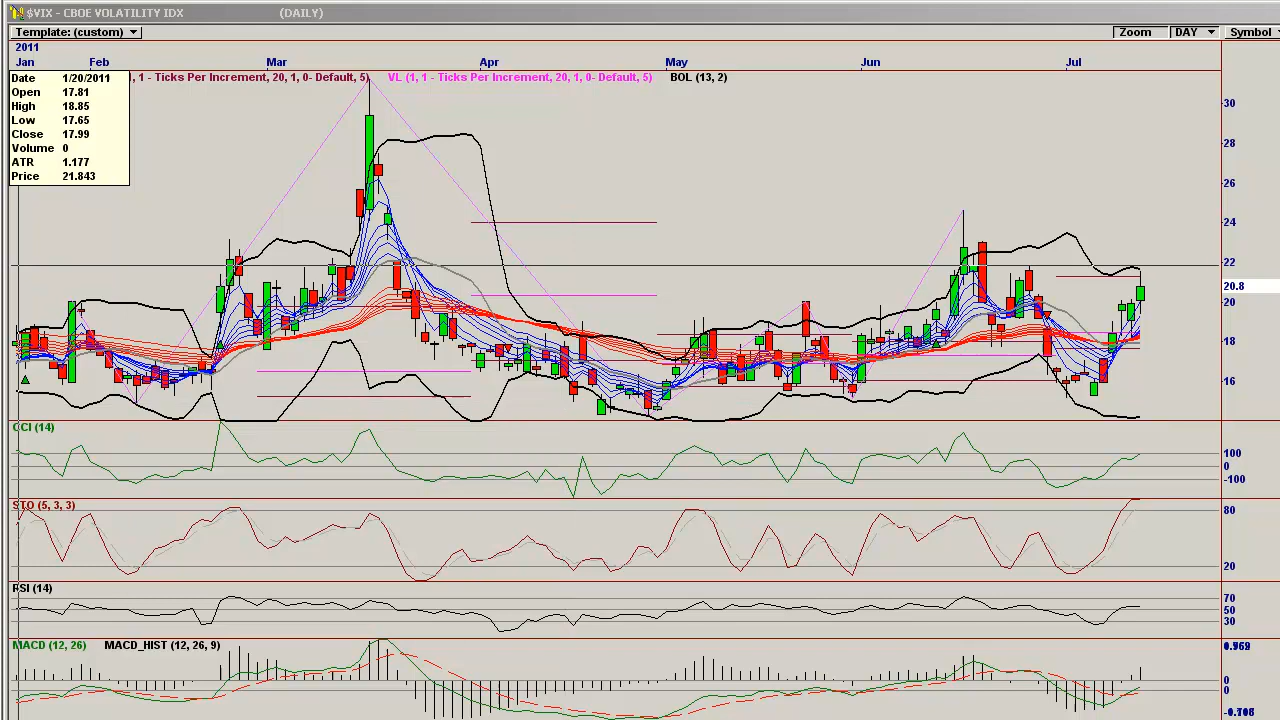 $VIX - CBOE VOLATILITY IDX (DAILY)
Template: (custom) Zoom DAY Symbol
2011
Jan Feb Mar Apr May Jun Jul
Date 1/20/2011
Open 17.81
High 18.85
Low 17.65
Close 17.99
Volume 0
ATR 1.177
Price 21.843
), 1 - Ticks Per Increment, 20, 1, 0- Default, 5) VL (1, 1 - Ticks Per Increment, 20, 1, 0- Default, 5) BOL (13, 2)
30
28
26
24
22
20.8
20
18
16
CCI (14)
100
0
-100
STO (5, 3, 3)
80
20
RSI (14)
70
50
30
MACD (12, 26) MACD_HIST (12, 26, 9)
0
0